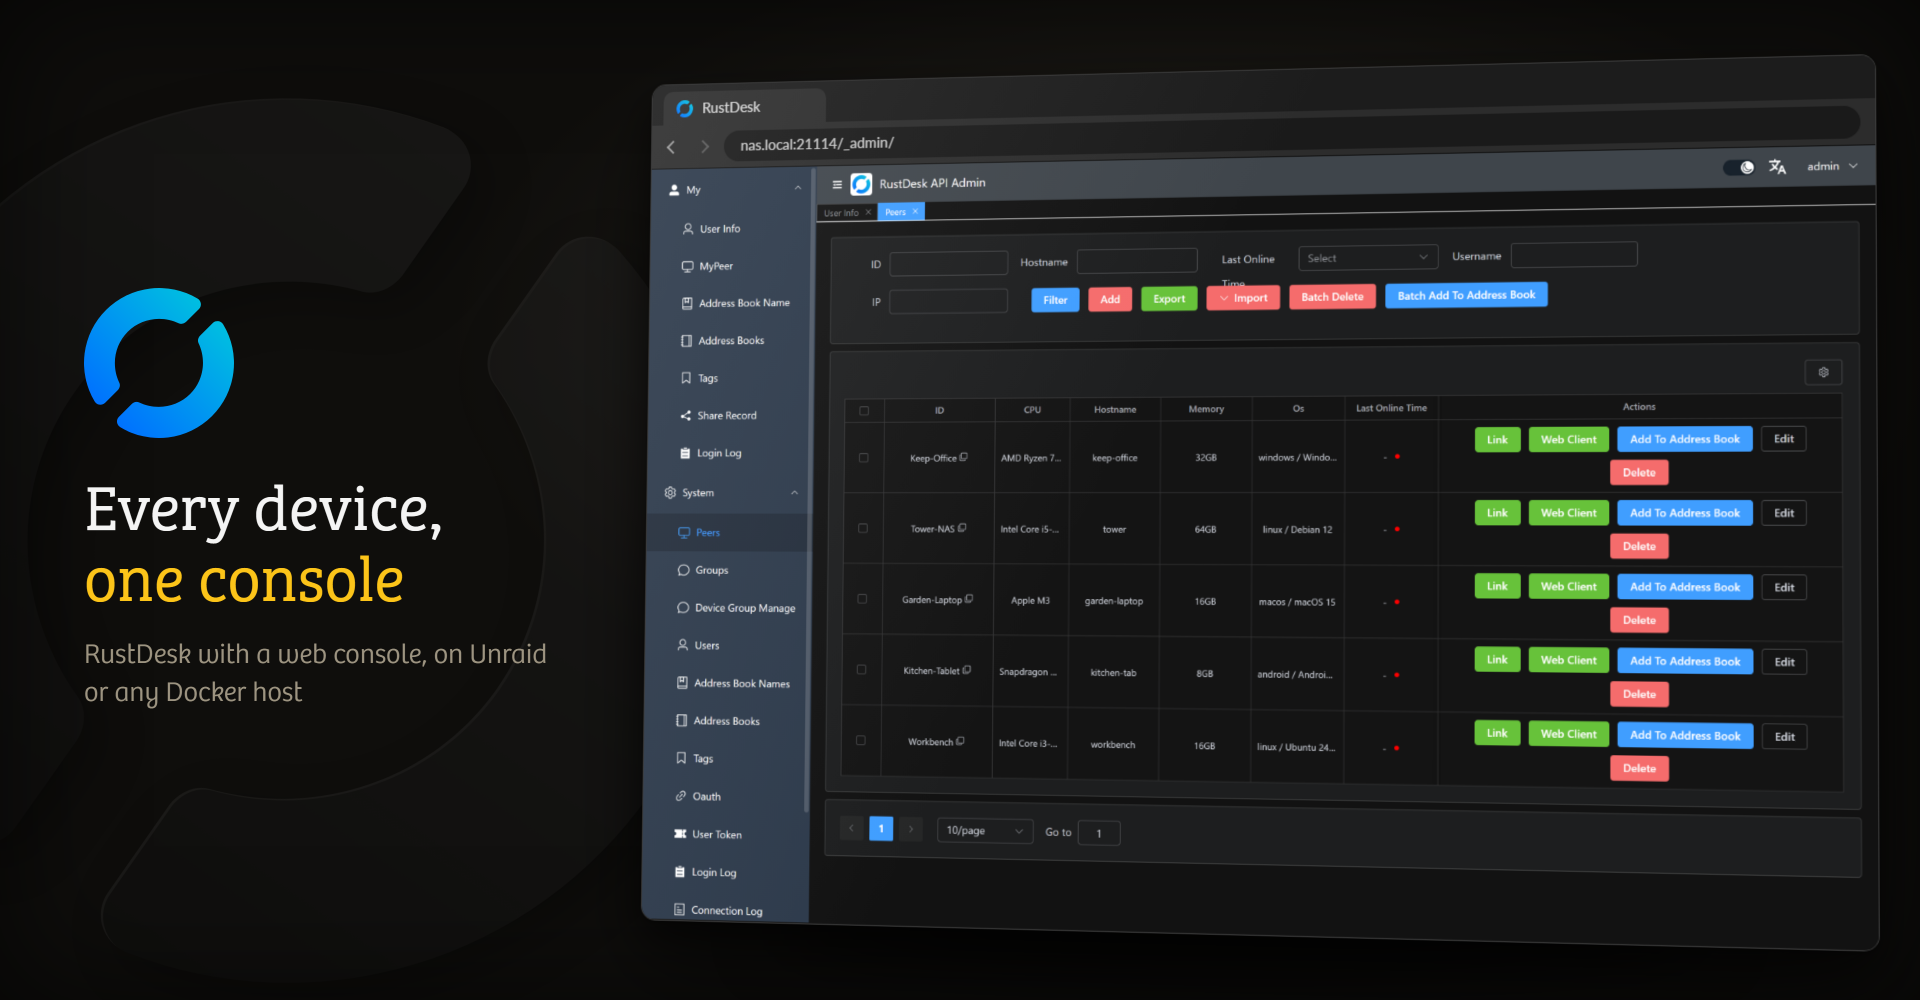 Every device,
one console
RustDesk with a web console, on Unraid
or any Docker host
RustDesk
nas.local:21114/_admin/
RustDesk API Admin
admin
User Info
Peers
My
User Info
MyPeer
Address Book Name
Address Books
Tags
Share Record
Login Log
System
Peers
Groups
Device Group Manage
Users
Address Book Names
Address Books
Tags
Oauth
User Token
Login Log
Connection Log
ID Hostname Last Online Time Select Username
IP Filter Add Export Import Batch Delete Batch Add To Address Book
ID CPU Hostname Memory Os Last Online Time Actions
Keep-Office AMD Ryzen 7... keep-office 32GB windows / Windo... - Link Web Client Add To Address Book Edit
Delete
Tower-NAS Intel Core i5-... tower 64GB linux / Debian 12 - Link Web Client Add To Address Book Edit
Delete
Garden-Laptop Apple M3 garden-laptop 16GB macos / macOS 15 - Link Web Client Add To Address Book Edit
Delete
Kitchen-Tablet Snapdragon ... kitchen-tab 8GB android / Androi... - Link Web Client Add To Address Book Edit
Delete
Workbench Intel Core i3-... workbench 16GB linux / Ubuntu 24... - Link Web Client Add To Address Book Edit
Delete
1 10/page Go to 1